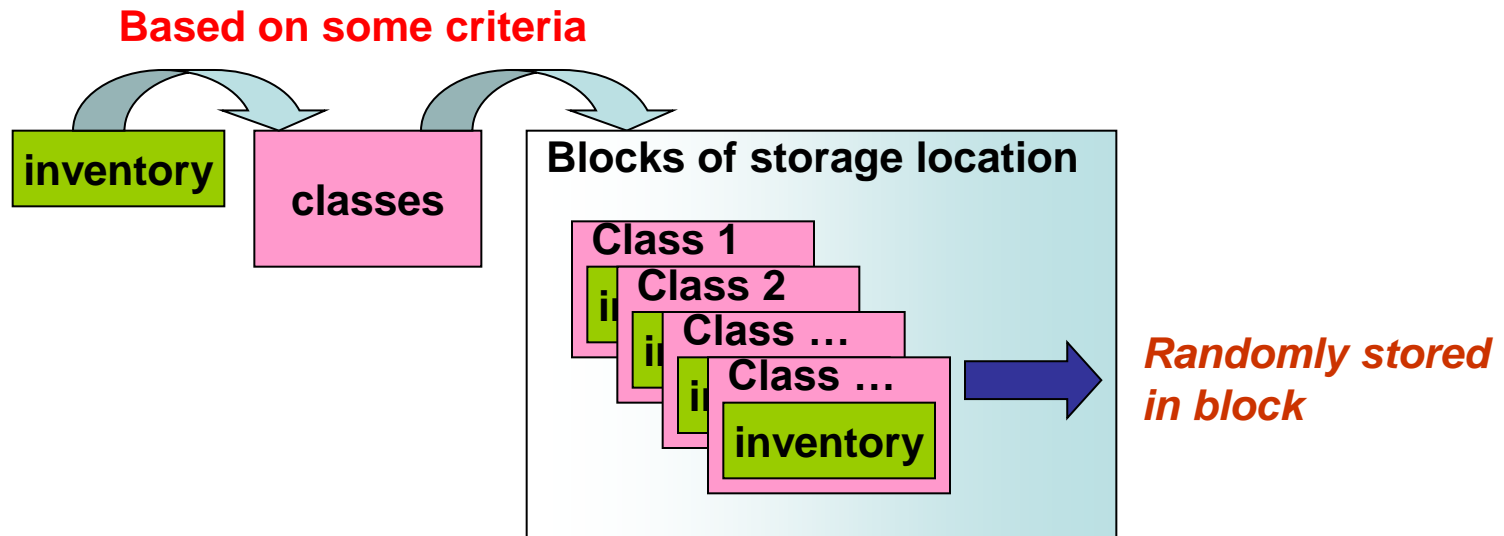 Based on some criteria
inventory
classes
Blocks of storage location
Class 1
Class 2
Class …
Class …
inventory
Randomly stored
in block